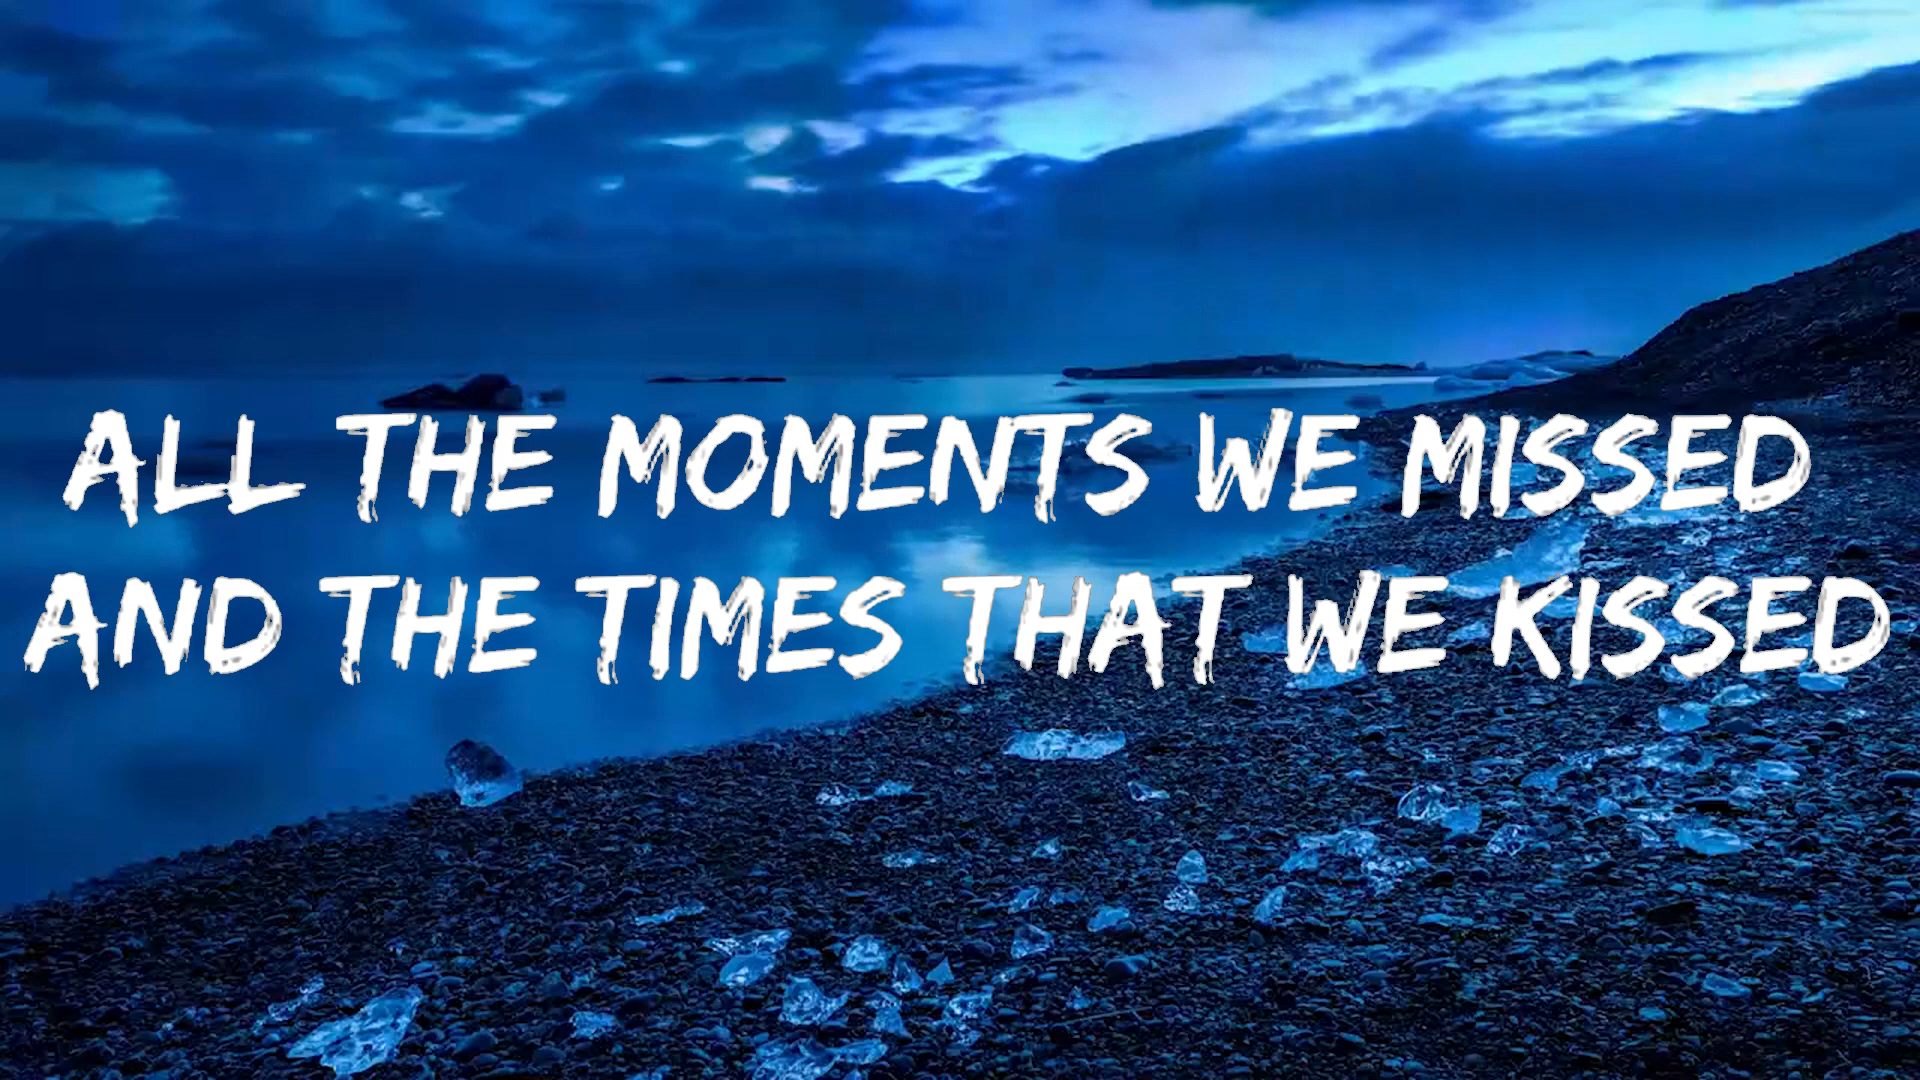 ALL THE MOMENTS WE MISSED
AND THE TIMES THAT WE KISSED